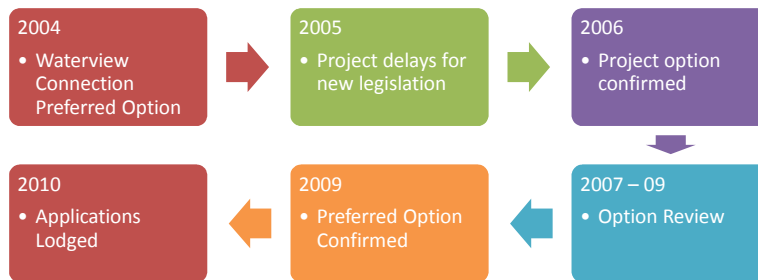 2004
• Waterview
Connection
Preferred Option
2005
• Project delays for
new legislation
2006
• Project option
confirmed
2007 – 09
• Option Review
2009
• Preferred Option
Confirmed
2010
• Applications
Lodged